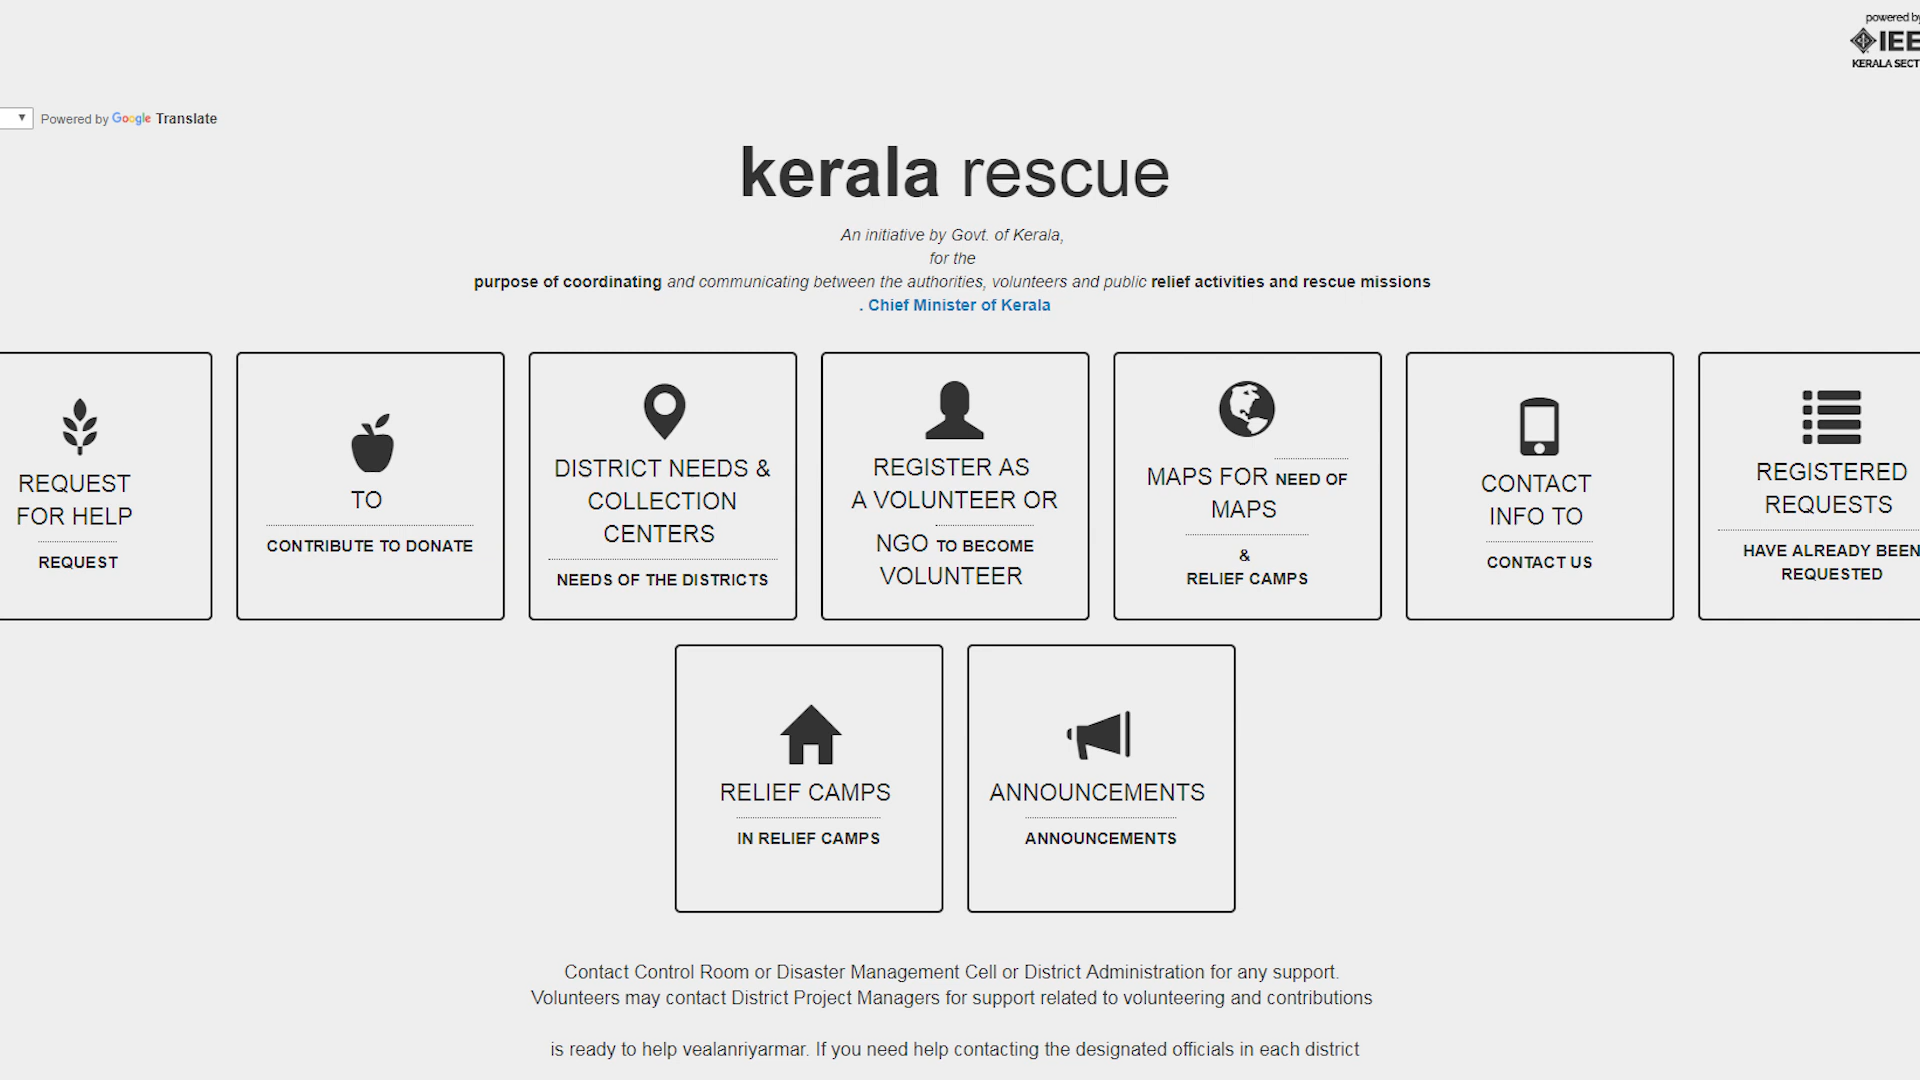 powered by
IEE
KERALA SECT
Powered by Google Translate
kerala rescue
An initiative by Govt. of Kerala,
for the
purpose of coordinating and communicating between the authorities, volunteers and public relief activities and rescue missions
. Chief Minister of Kerala
REQUEST
FOR HELP
REQUEST
TO
CONTRIBUTE TO DONATE
DISTRICT NEEDS &
COLLECTION
CENTERS
NEEDS OF THE DISTRICTS
REGISTER AS
A VOLUNTEER OR
NGO TO BECOME
VOLUNTEER
MAPS FOR NEED OF
MAPS
&
RELIEF CAMPS
CONTACT
INFO TO
CONTACT US
REGISTERED
REQUESTS
HAVE ALREADY BEEN
REQUESTED
RELIEF CAMPS
IN RELIEF CAMPS
ANNOUNCEMENTS
ANNOUNCEMENTS
Contact Control Room or Disaster Management Cell or District Administration for any support.
Volunteers may contact District Project Managers for support related to volunteering and contributions
is ready to help vealanriyarmar. If you need help contacting the designated officials in each district